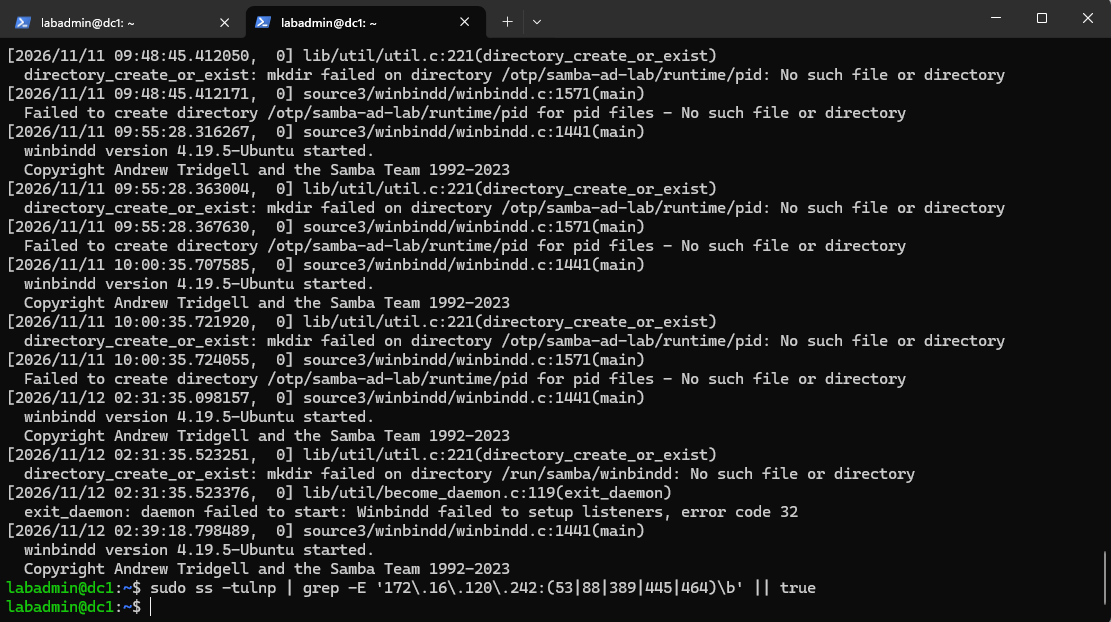 labadmin@dc1: ~
labadmin@dc1: ~
[2026/11/11 09:48:45.412050,  0] lib/util/util.c:221(directory_create_or_exist)
  directory_create_or_exist: mkdir failed on directory /otp/samba-ad-lab/runtime/pid: No such file or directory
[2026/11/11 09:48:45.412171,  0] source3/winbindd/winbindd.c:1571(main)
  Failed to create directory /otp/samba-ad-lab/runtime/pid for pid files - No such file or directory
[2026/11/11 09:55:28.316267,  0] source3/winbindd/winbindd.c:1441(main)
  winbindd version 4.19.5-Ubuntu started.
  Copyright Andrew Tridgell and the Samba Team 1992-2023
[2026/11/11 09:55:28.363004,  0] lib/util/util.c:221(directory_create_or_exist)
  directory_create_or_exist: mkdir failed on directory /otp/samba-ad-lab/runtime/pid: No such file or directory
[2026/11/11 09:55:28.367630,  0] source3/winbindd/winbindd.c:1571(main)
  Failed to create directory /otp/samba-ad-lab/runtime/pid for pid files - No such file or directory
[2026/11/11 10:00:35.707585,  0] source3/winbindd/winbindd.c:1441(main)
  winbindd version 4.19.5-Ubuntu started.
  Copyright Andrew Tridgell and the Samba Team 1992-2023
[2026/11/11 10:00:35.721920,  0] lib/util/util.c:221(directory_create_or_exist)
  directory_create_or_exist: mkdir failed on directory /otp/samba-ad-lab/runtime/pid: No such file or directory
[2026/11/11 10:00:35.724055,  0] source3/winbindd/winbindd.c:1571(main)
  Failed to create directory /otp/samba-ad-lab/runtime/pid for pid files - No such file or directory
[2026/11/12 02:31:35.098157,  0] source3/winbindd/winbindd.c:1441(main)
  winbindd version 4.19.5-Ubuntu started.
  Copyright Andrew Tridgell and the Samba Team 1992-2023
[2026/11/12 02:31:35.523251,  0] lib/util/util.c:221(directory_create_or_exist)
  directory_create_or_exist: mkdir failed on directory /run/samba/winbindd: No such file or directory
[2026/11/12 02:31:35.523376,  0] lib/util/become_daemon.c:119(exit_daemon)
  exit_daemon: daemon failed to start: Winbindd failed to setup listeners, error code 32
[2026/11/12 02:39:18.798489,  0] source3/winbindd/winbindd.c:1441(main)
  winbindd version 4.19.5-Ubuntu started.
  Copyright Andrew Tridgell and the Samba Team 1992-2023
labadmin@dc1:~$ sudo ss -tulnp | grep -E '172\.16\.120\.242:(53|88|389|445|464)\b' || true
labadmin@dc1:~$